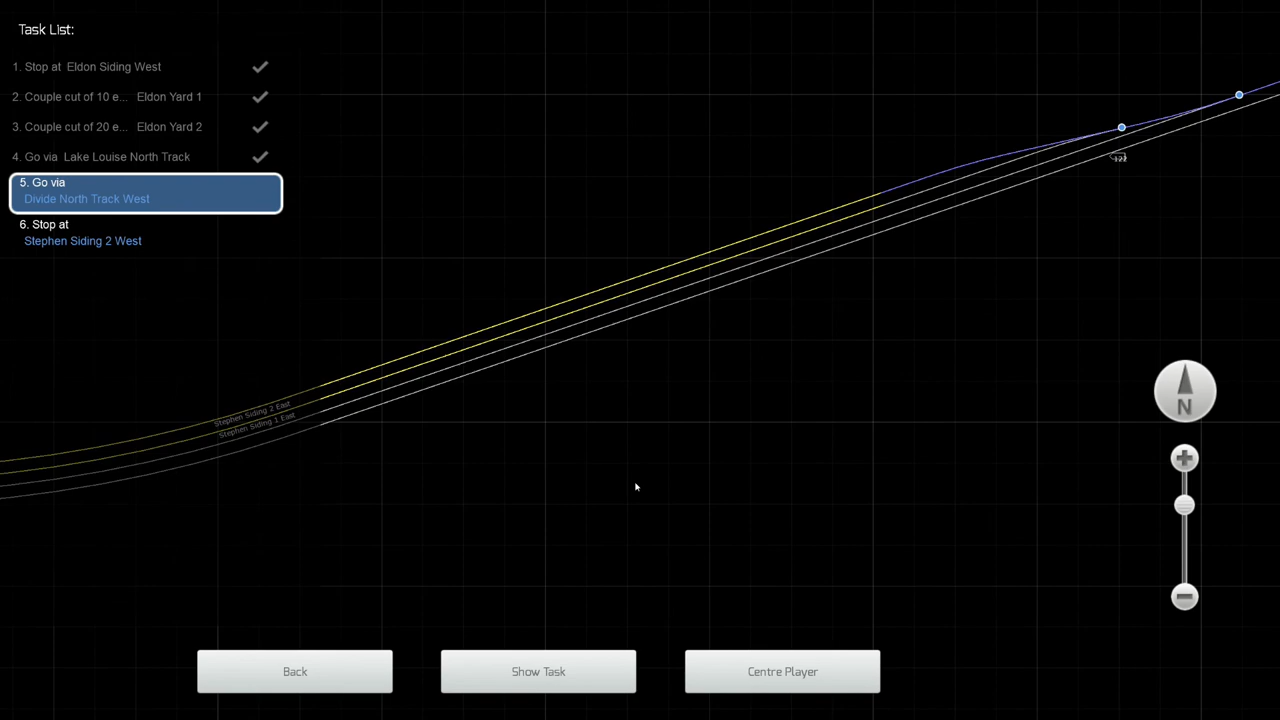 Task List:
1. Stop at Eldon Siding West
2. Couple cut of 10 e... Eldon Yard 1
3. Couple cut of 20 e... Eldon Yard 2
4. Go via Lake Louise North Track
5. Go via
Divide North Track West
6. Stop at
Stephen Siding 2 West
Stephen Siding 2 East
Stephen Siding 1 East
N
Back
Show Task
Centre Player